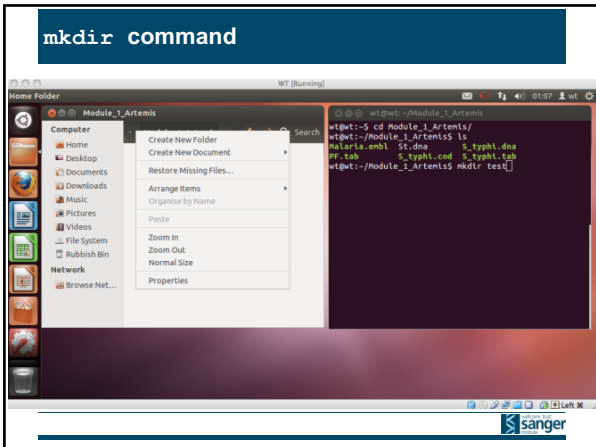 mkdir command
WT [Running]
Home Folder
01:07 wt
Module_1_Artemis
Search
Computer
Home
Desktop
Documents
Downloads
Music
Pictures
Videos
File System
Rubbish Bin
Network
Browse Net...
Create New Folder
Create New Document
Restore Missing Files...
Arrange Items
Organise by Name
Paste
Zoom In
Zoom Out
Normal Size
Properties
wt@wt: ~/Module_1_Artemis
wt@wt:~$ cd Module_1_Artemis/
wt@wt:~/Module_1_Artemis$ ls
Malaria.embl St.dna S_typhi.dna
PF.tab S_typhi.cod S_typhi.tab
wt@wt:~/Module_1_Artemis$ mkdir test
Left ⌘
wellcome trust
sanger
institute